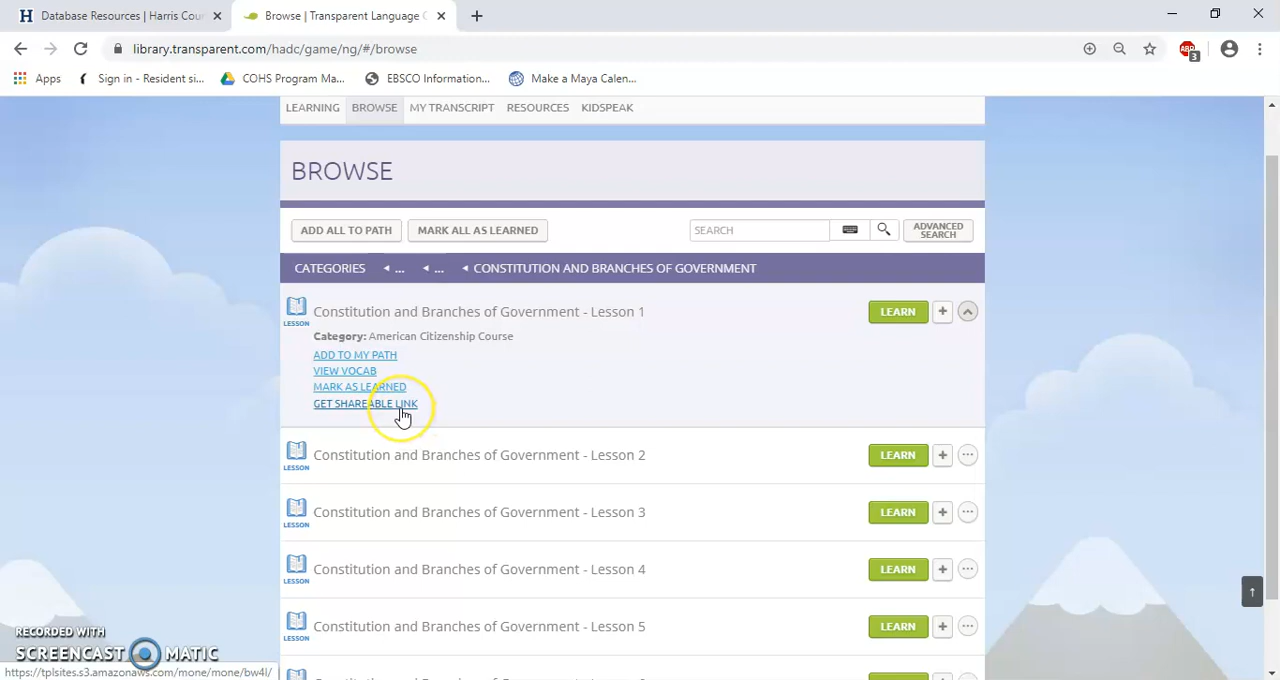 Database Resources | Harris Cou
Browse | Transparent Language
library.transparent.com/hadc/game/ng/#/browse
3
Apps
Sign in - Resident si...
COHS Program Ma...
EBSCO Information...
Make a Maya Calen...
LEARNING BROWSE MY TRANSCRIPT RESOURCES KIDSPEAK
BROWSE
ADD ALL TO PATH MARK ALL AS LEARNED SEARCH ADVANCED SEARCH
CATEGORIES ... ... CONSTITUTION AND BRANCHES OF GOVERNMENT
LESSON Constitution and Branches of Government - Lesson 1 LEARN +
Category: American Citizenship Course
ADD TO MY PATH
VIEW VOCAB
MARK AS LEARNED
GET SHAREABLE LINK
LESSON Constitution and Branches of Government - Lesson 2 LEARN + ...
LESSON Constitution and Branches of Government - Lesson 3 LEARN + ...
LESSON Constitution and Branches of Government - Lesson 4 LEARN + ...
LESSON Constitution and Branches of Government - Lesson 5 LEARN + ...
RECORDED WITH
SCREENCAST MATIC
https://tplsites.s3.amazonaws.com/mone/mone/bw4l/